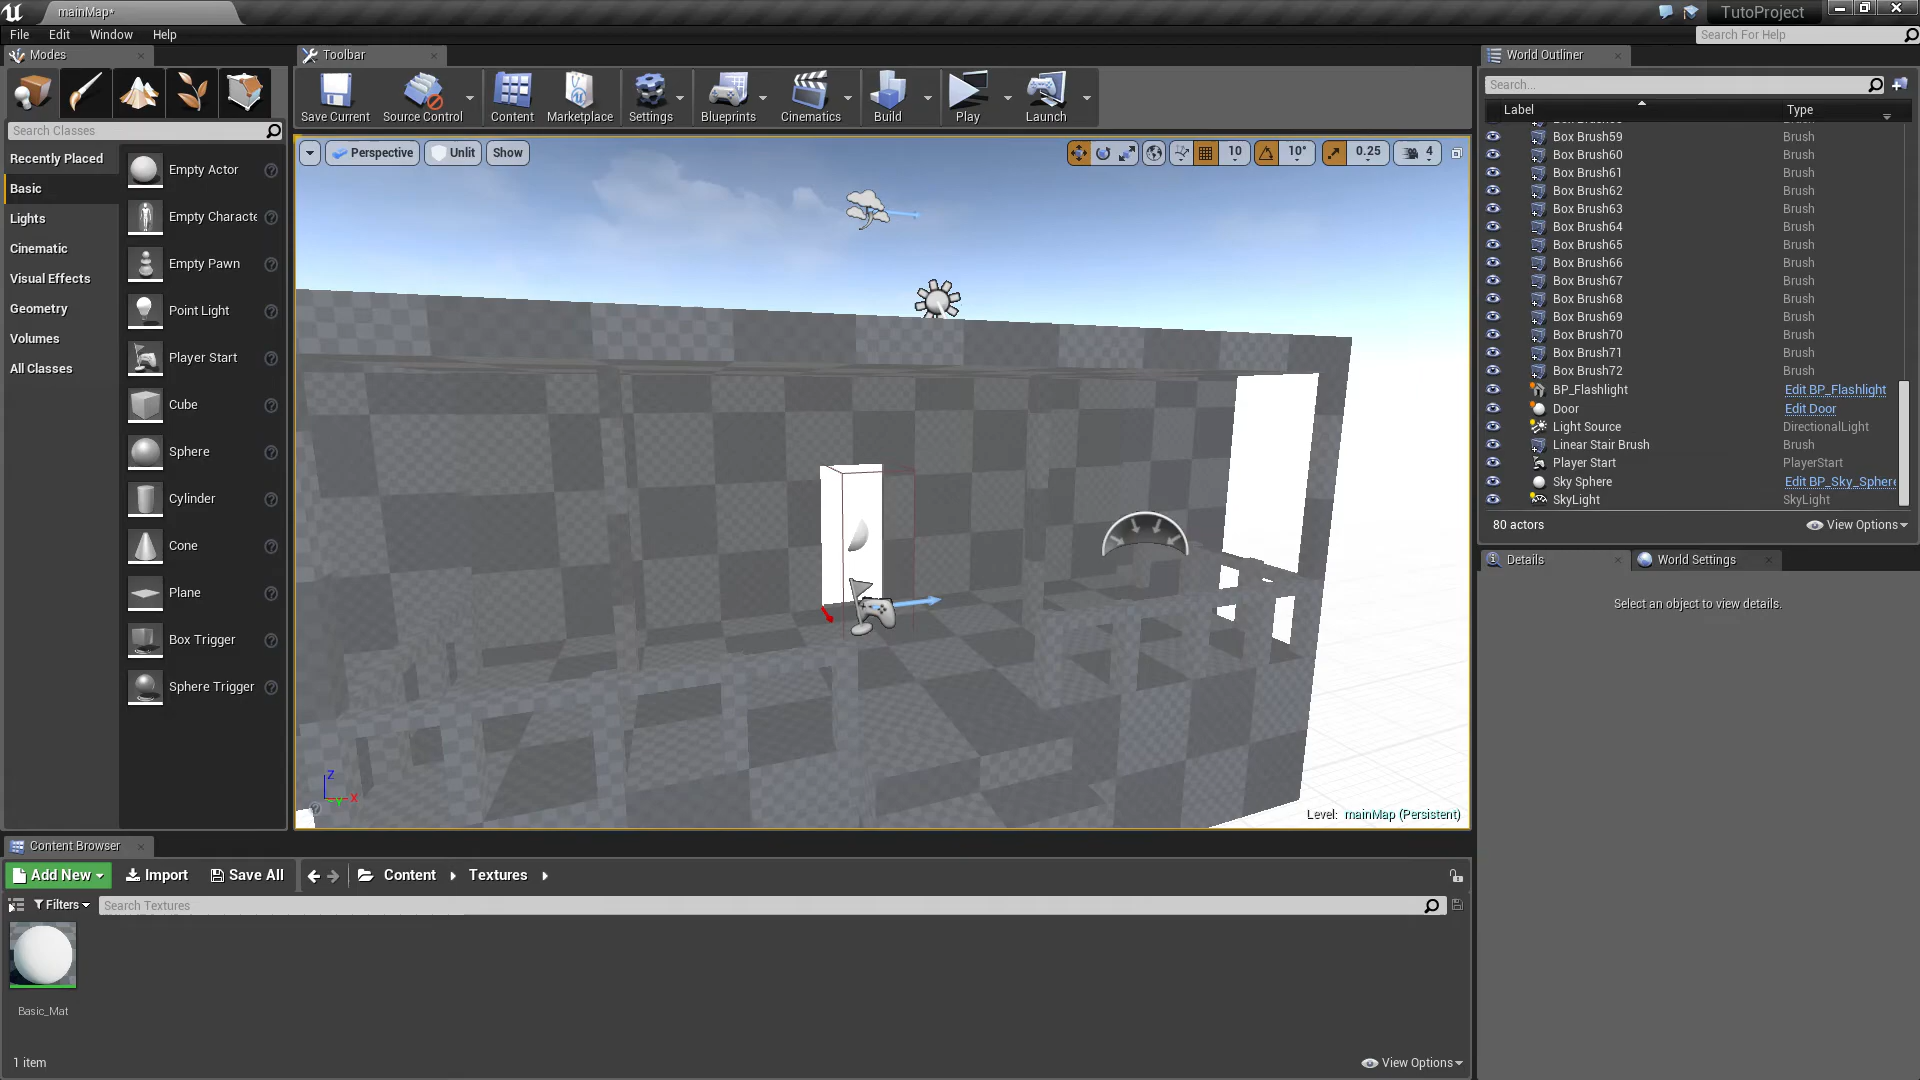 mainMap*
TutoProject
File
Edit
Window
Help
Search For Help
Modes
Toolbar
World Outliner
Save Current
Source Control
Content
Marketplace
Settings
Blueprints
Cinematics
Build
Play
Launch
Search Classes
Recently Placed
Basic
Lights
Cinematic
Visual Effects
Geometry
Volumes
All Classes
Empty Actor
Empty Characte
Empty Pawn
Point Light
Player Start
Cube
Sphere
Cylinder
Cone
Plane
Box Trigger
Sphere Trigger
Perspective
Unlit
Show
10
10°
0.25
4
Z
X
Y
Level: mainMap (Persistent)
Search...
Label
Type
Box Brush59 Brush
Box Brush60 Brush
Box Brush61 Brush
Box Brush62 Brush
Box Brush63 Brush
Box Brush64 Brush
Box Brush65 Brush
Box Brush66 Brush
Box Brush67 Brush
Box Brush68 Brush
Box Brush69 Brush
Box Brush70 Brush
Box Brush71 Brush
Box Brush72 Brush
BP_Flashlight Edit BP_Flashlight
Door Edit Door
Light Source DirectionalLight
Linear Stair Brush Brush
Player Start PlayerStart
Sky Sphere Edit BP_Sky_Sphere
SkyLight SkyLight
80 actors
View Options
Details
World Settings
Select an object to view details.
Content Browser
Add New
Import
Save All
Content
Textures
Filters
Search Textures
Basic_Mat
1 item
View Options